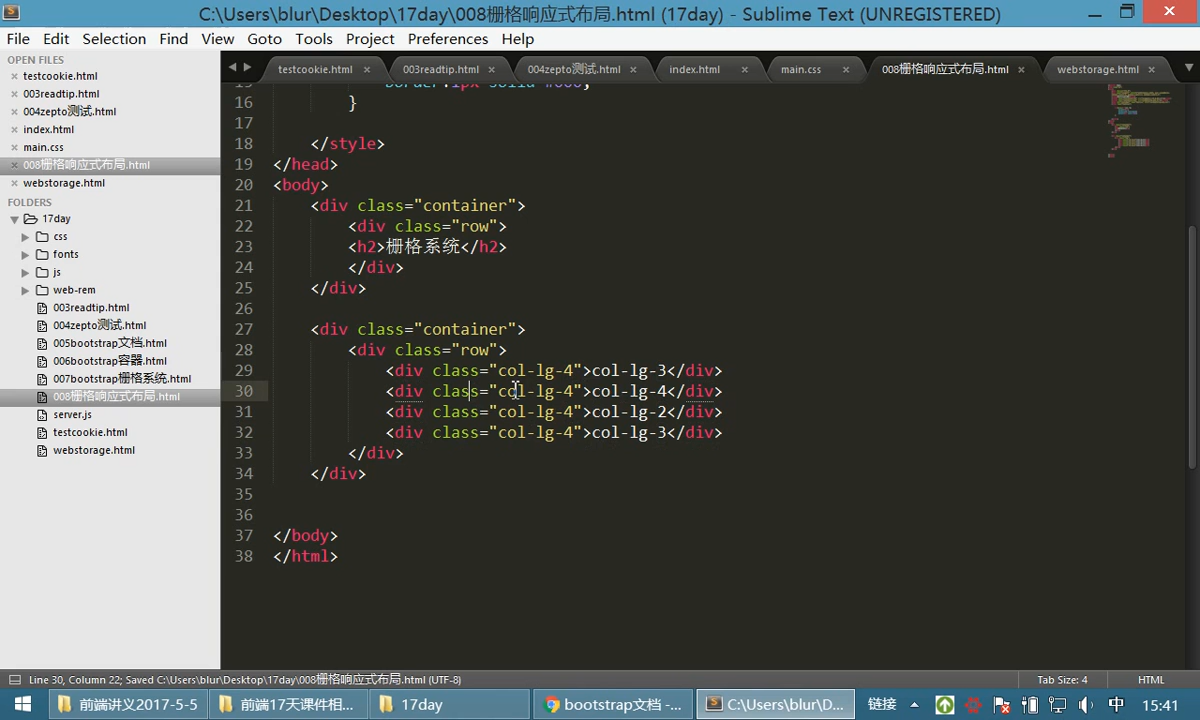 C:\Users\blur\Desktop\17day\008栅格响应式布局.html (17day) - Sublime Text (UNREGISTERED)
File Edit Selection Find View Goto Tools Project Preferences Help
OPEN FILES
testcookie.html
003readtip.html
004zepto测试.html
index.html
main.css
008栅格响应式布局.html
webstorage.html
FOLDERS
17day
css
fonts
js
web-rem
003readtip.html
004zepto测试.html
005bootstrap文档.html
006bootstrap容器.html
007bootstrap栅格系统.html
008栅格响应式布局.html
server.js
testcookie.html
webstorage.html
testcookie.html 003readtip.html 004zepto测试.html index.html main.css 008栅格响应式布局.html webstorage.html
15 border:1px solid #000;
16 }
17
18 </style>
19 </head>
20 <body>
21 <div class="container">
22 <div class="row">
23 <h2>栅格系统</h2>
24 </div>
25 </div>
26
27 <div class="container">
28 <div class="row">
29 <div class="col-lg-4">col-lg-3</div>
30 <div class="col-lg-4">col-lg-4</div>
31 <div class="col-lg-4">col-lg-2</div>
32 <div class="col-lg-4">col-lg-3</div>
33 </div>
34 </div>
35
36
37 </body>
38 </html>
Line 30, Column 22; Saved C:\Users\blur\Desktop\17day\008栅格响应式布局.html (UTF-8) Tab Size: 4 HTML
前端讲义2017-5-5 前端17天课件相... 17day bootstrap文档 -... C:\Users\blur\D... 链接 中 15:41